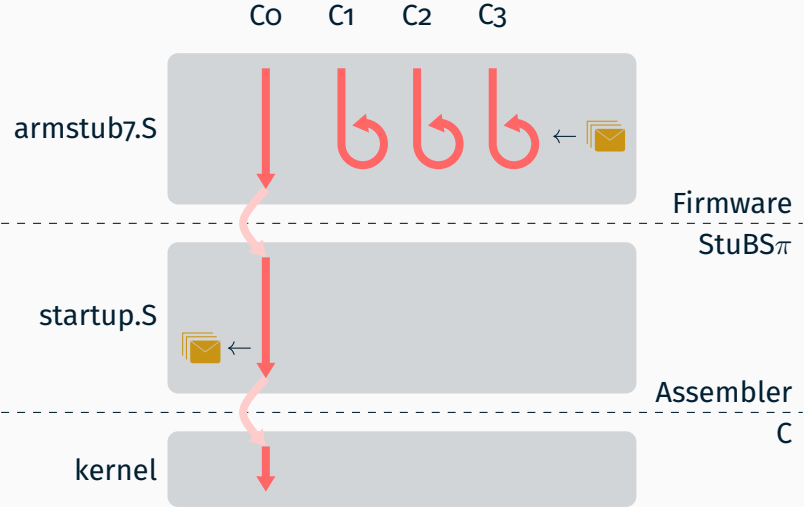 C0 C1 C2 C3
armstub7.S
←
Firmware
StuBSπ
startup.S
←
Assembler
C
kernel